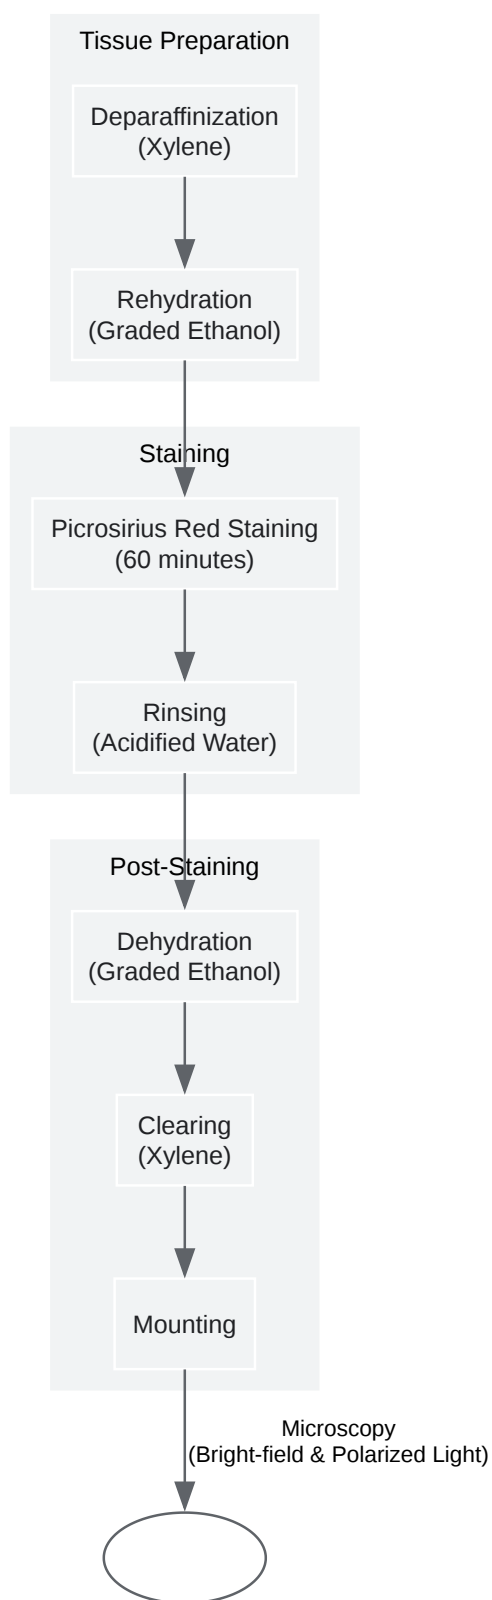 Tissue Preparation
Deparaffinization
(Xylene)
Rehydration
(Graded Ethanol)
Staining
Picrosirius Red Staining
(60 minutes)
Rinsing
(Acidified Water)
Post-Staining
Dehydration
(Graded Ethanol)
Clearing
(Xylene)
Mounting
Microscopy
(Bright-field & Polarized Light)